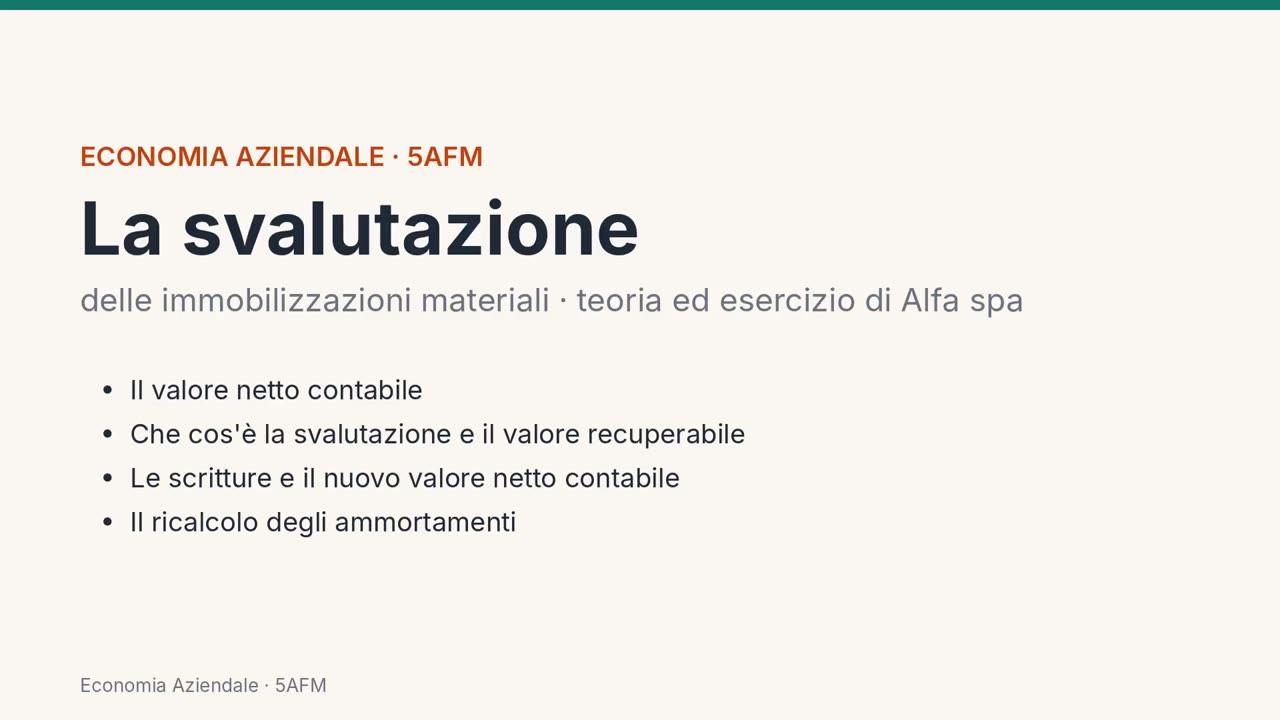 ECONOMIA AZIENDALE · 5AFM
La svalutazione
delle immobilizzazioni materiali · teoria ed esercizio di Alfa spa
• Il valore netto contabile
• Che cos'è la svalutazione e il valore recuperabile
• Le scritture e il nuovo valore netto contabile
• Il ricalcolo degli ammortamenti
Economia Aziendale · 5AFM